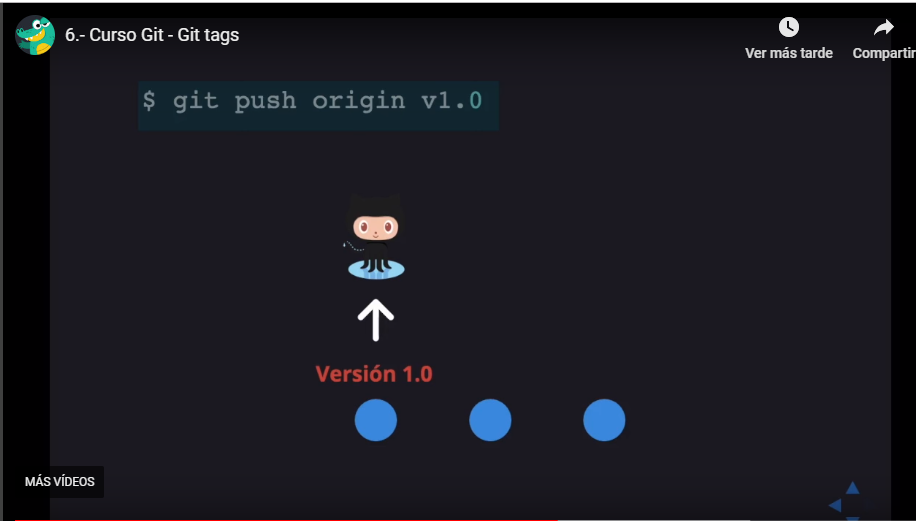 6.- Curso Git - Git tags
Ver más tarde
Compartir
$ git push origin v1.0
Versión 1.0
MÁS VÍDEOS